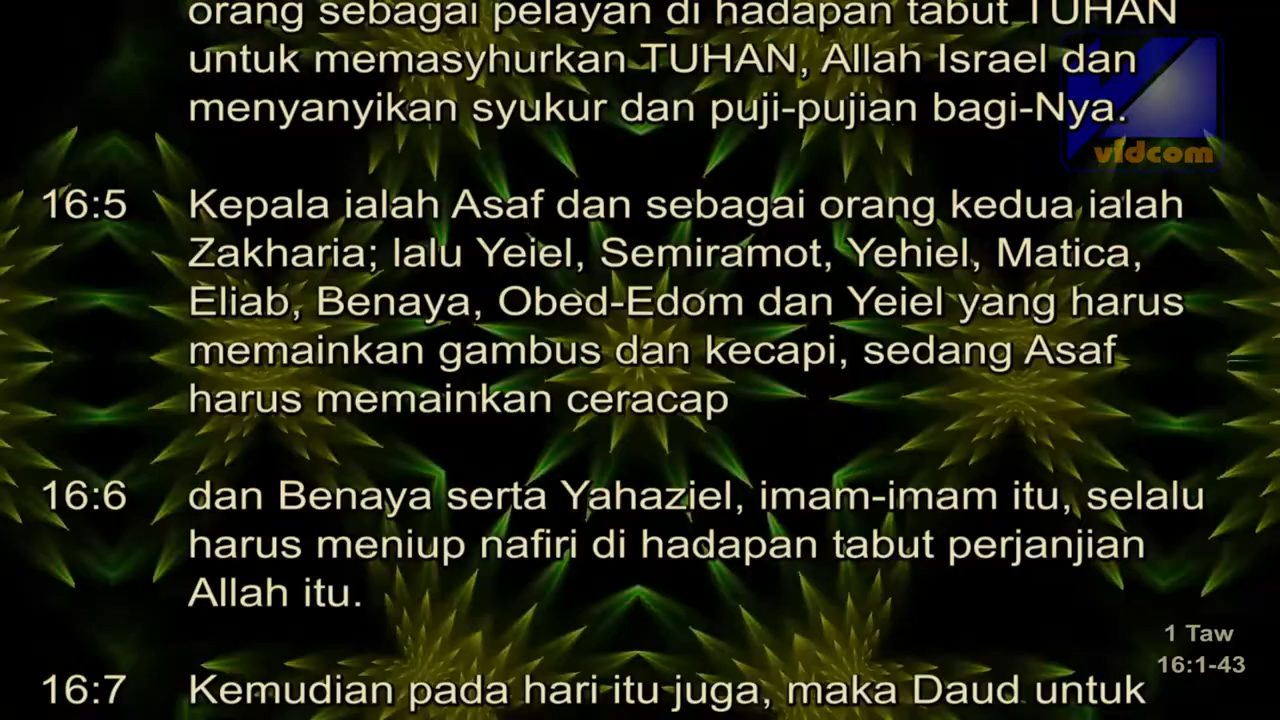 orang sebagai pelayan di hadapan tabut TUHAN
untuk memasyhurkan TUHAN, Allah Israel dan
menyanyikan syukur dan puji-pujian bagi-Nya.
vidcom
16:5 Kepala ialah Asaf dan sebagai orang kedua ialah
Zakharia; lalu Yeiel, Semiramot, Yehiel, Matica,
Eliab, Benaya, Obed-Edom dan Yeiel yang harus
memainkan gambus dan kecapi, sedang Asaf
harus memainkan ceracap
16:6 dan Benaya serta Yahaziel, imam-imam itu, selalu
harus meniup nafiri di hadapan tabut perjanjian
Allah itu.
1 Taw
16:1-43
16:7 Kemudian pada hari itu juga, maka Daud untuk